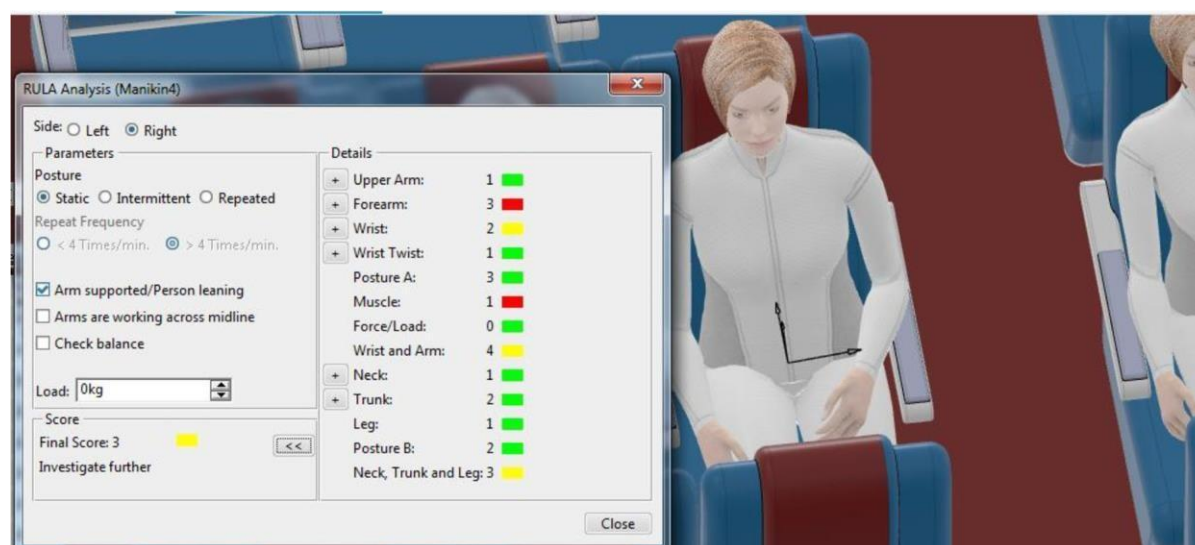 RULA Analysis (Manikin4)
Side: Left Right
Parameters
Posture
Static Intermittent Repeated
Repeat Frequency
< 4 Times/min. > 4 Times/min.
Arm supported/Person leaning
Arms are working across midline
Check balance
Load: 0kg
Score
Final Score: 3
<<
Investigate further
Details
+ Upper Arm: 1
+ Forearm: 3
+ Wrist: 2
+ Wrist Twist: 1
Posture A: 3
Muscle: 1
Force/Load: 0
Wrist and Arm: 4
+ Neck: 1
+ Trunk: 2
Leg: 1
Posture B: 2
Neck, Trunk and Leg: 3
Close